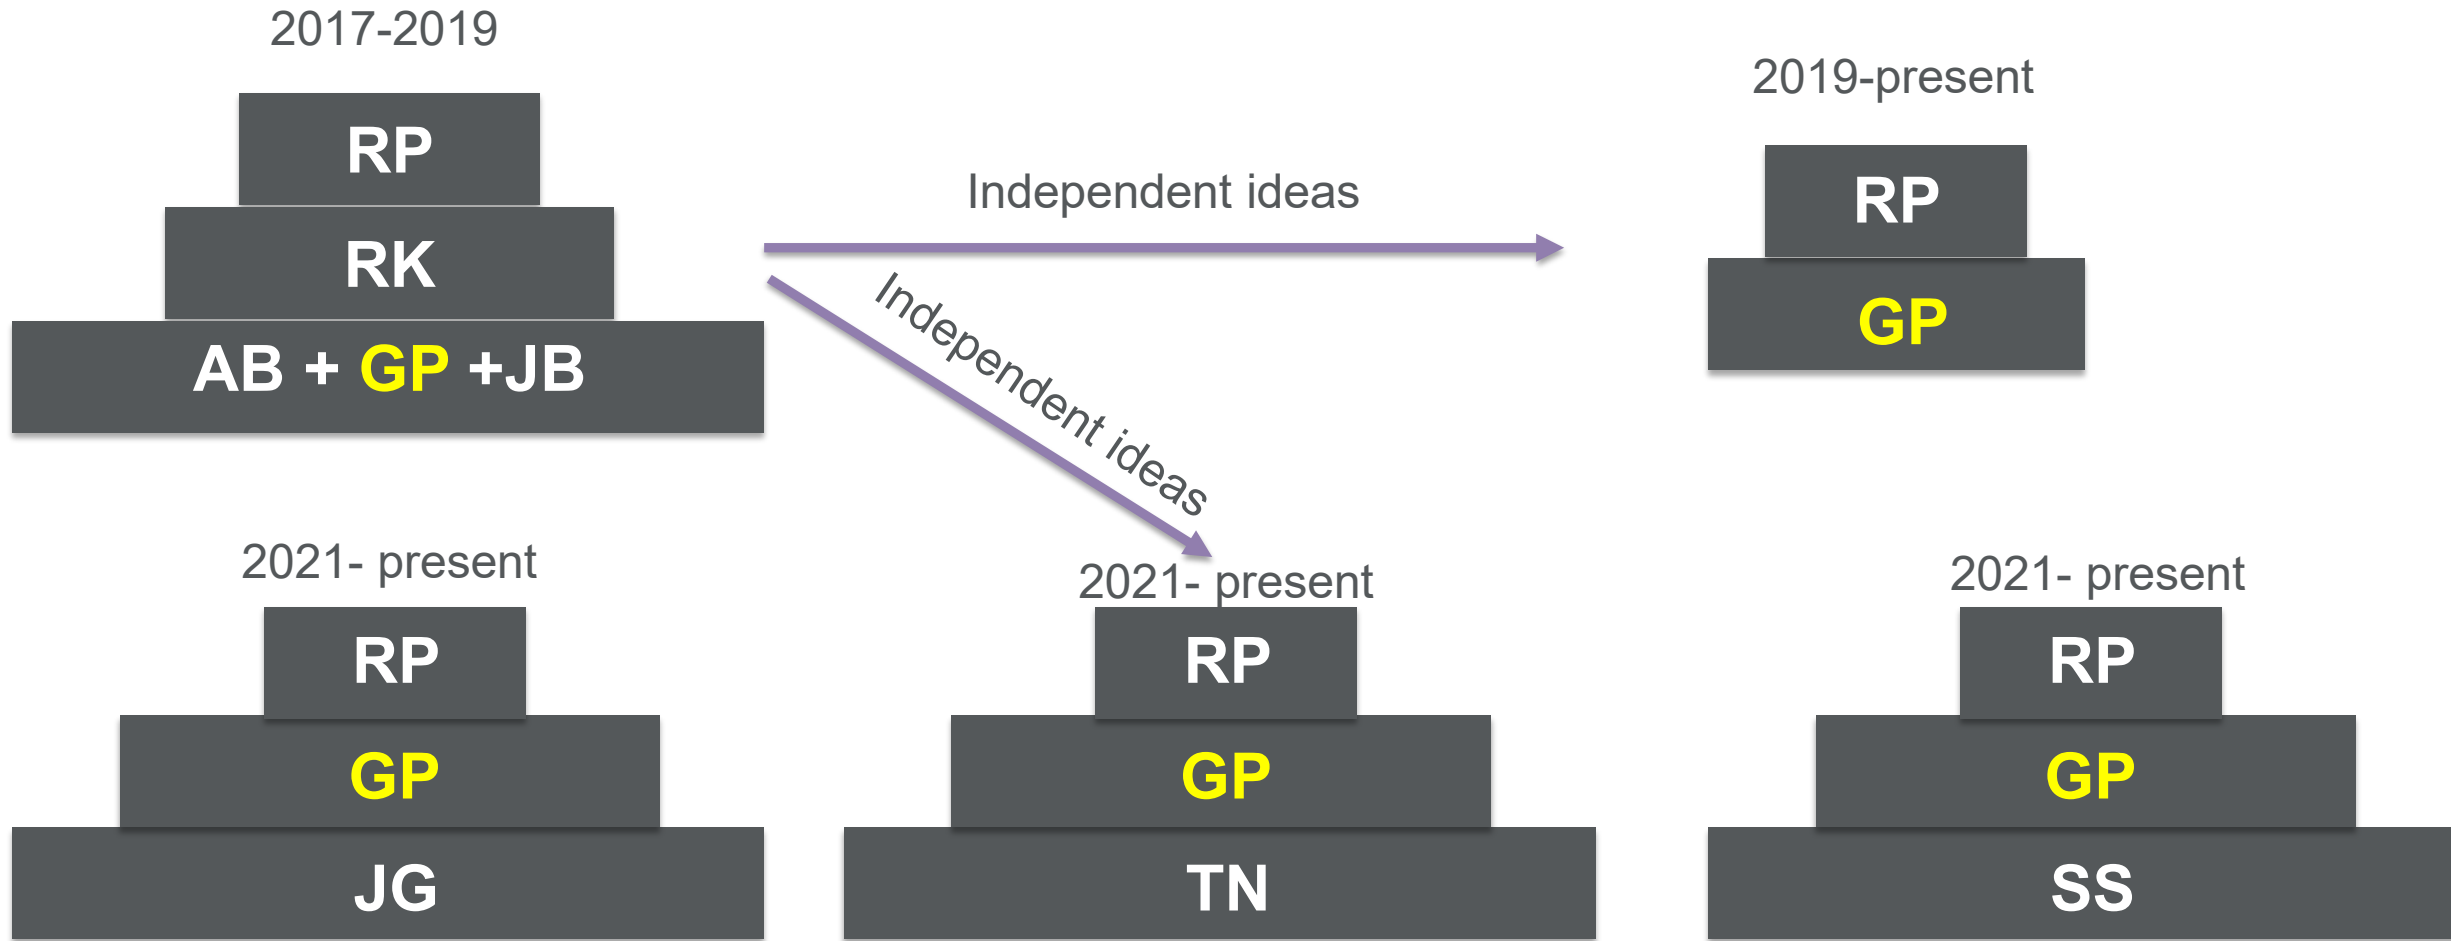 2017-2019
RP
RK
AB + GP +JB
Independent ideas
2019-present
RP
GP
Independent ideas
2021- present
RP
GP
JG
2021- present
RP
GP
TN
2021- present
RP
GP
SS